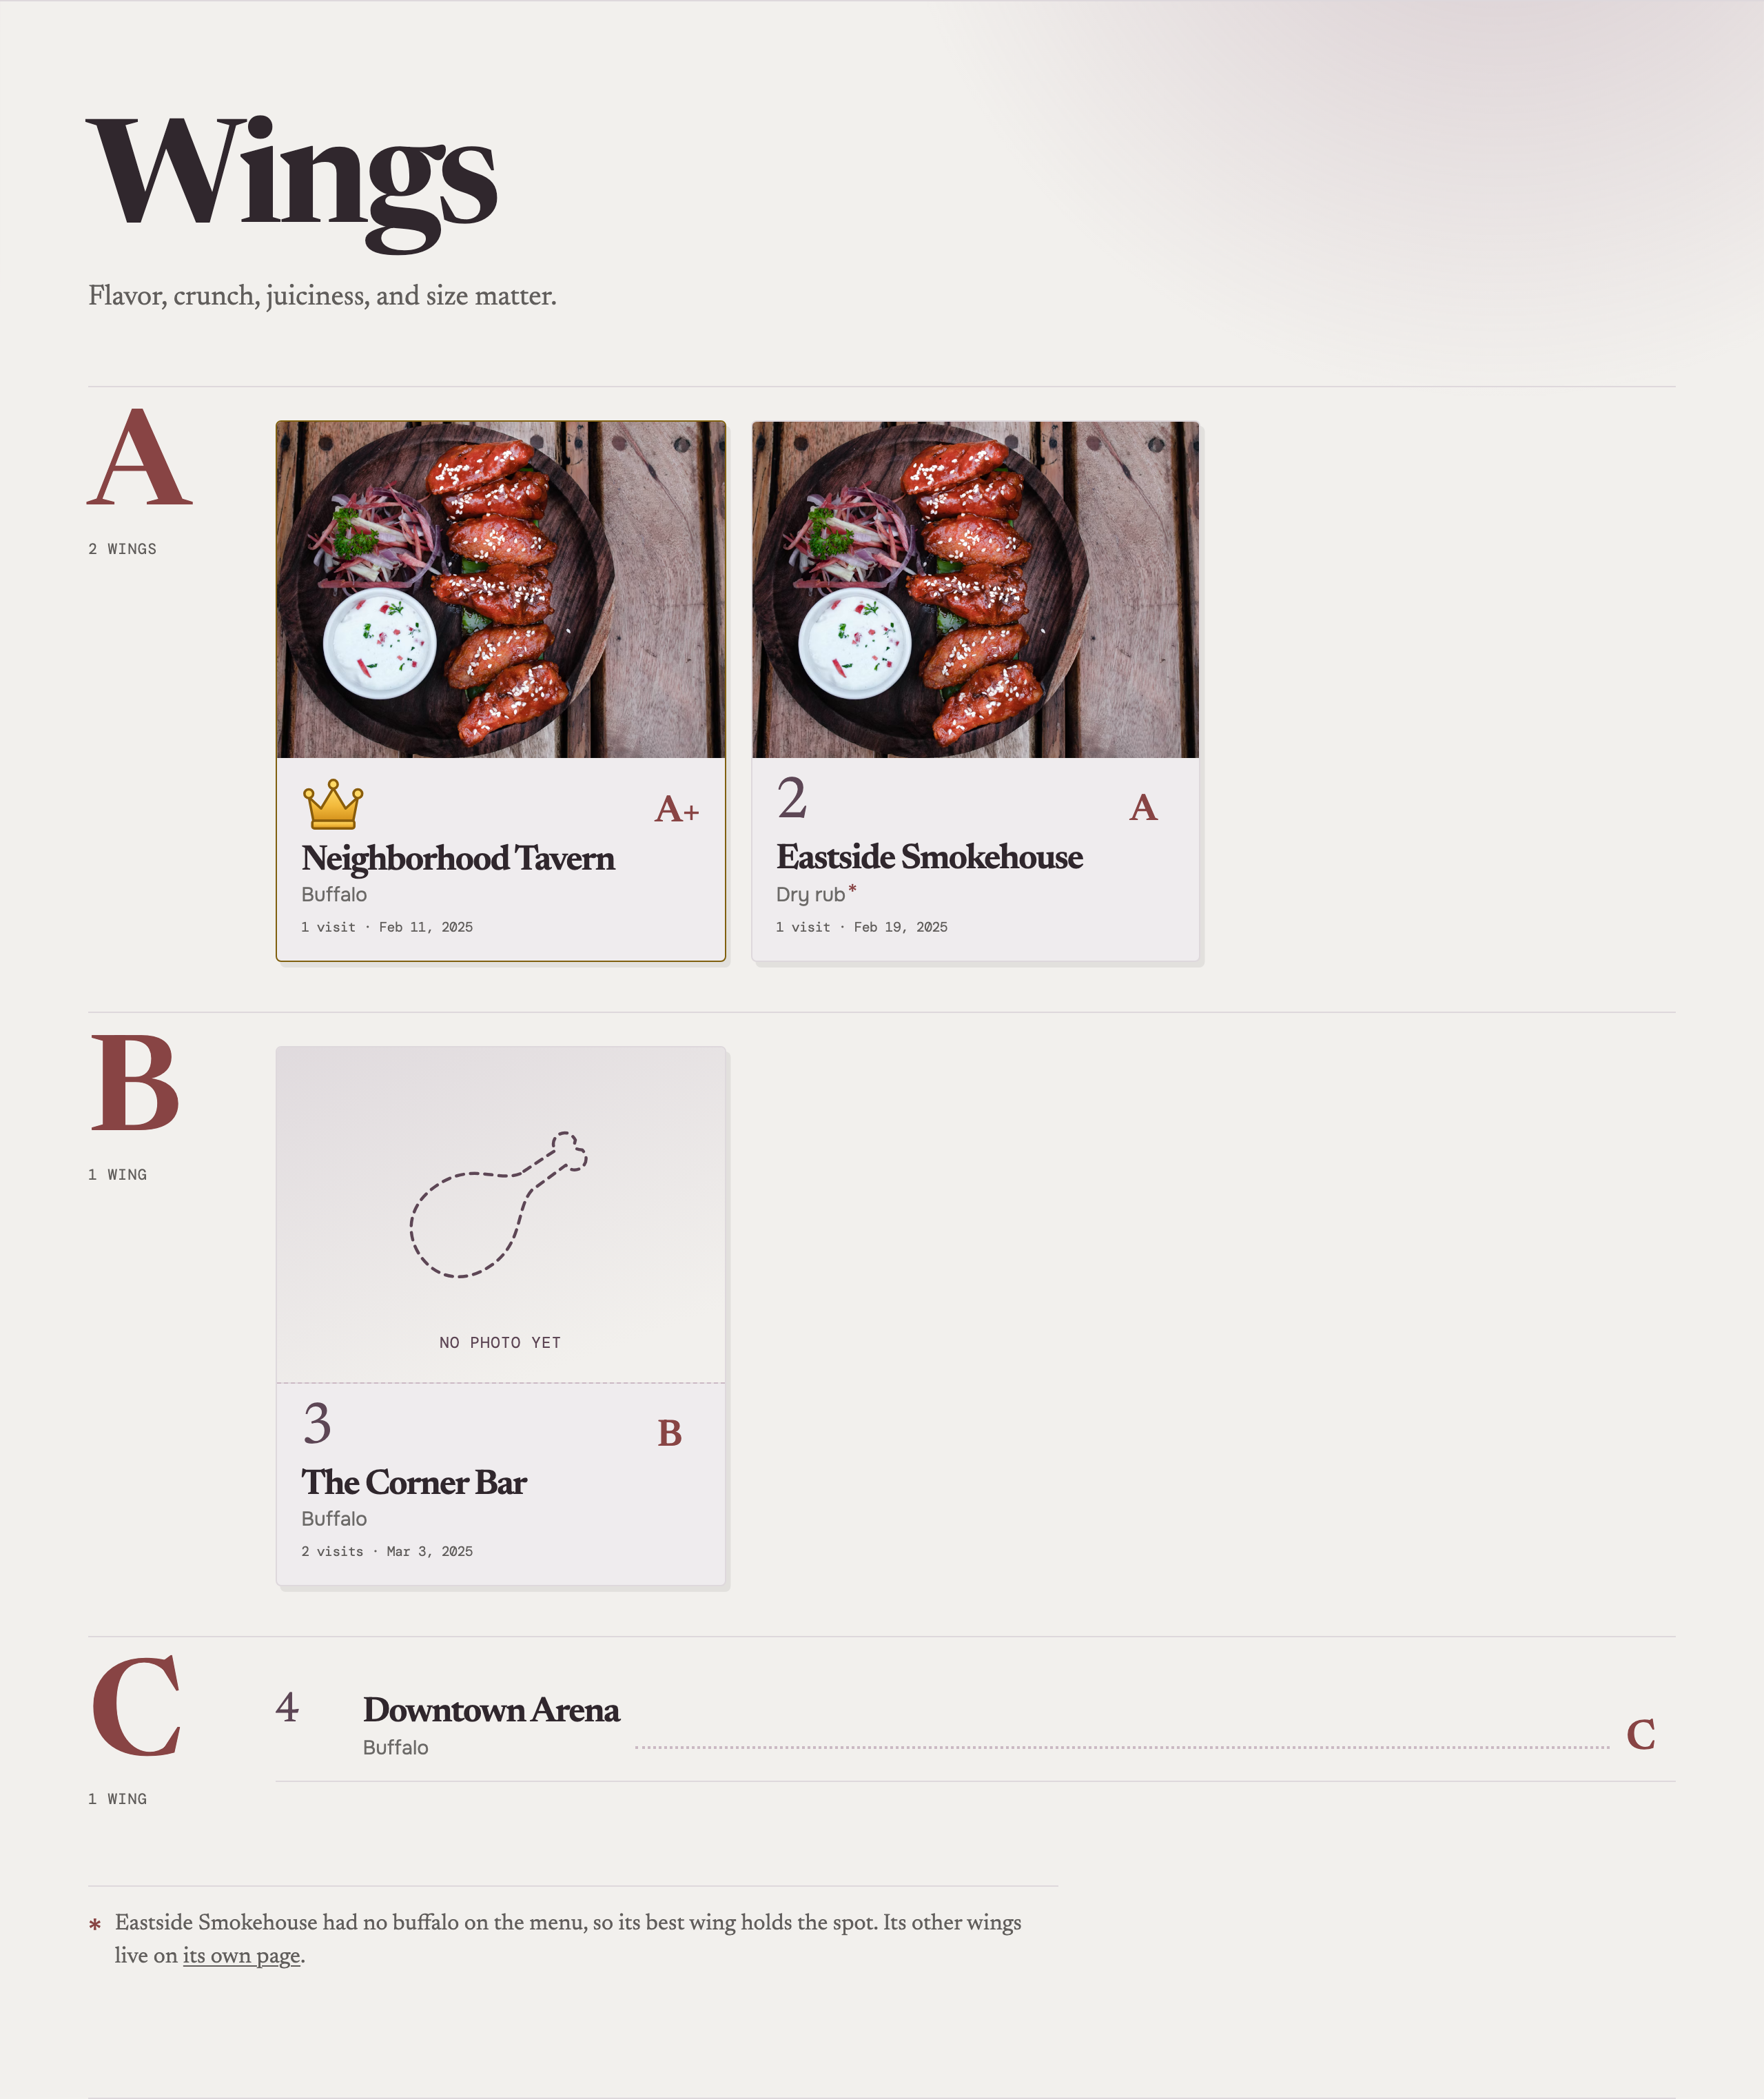 Wings
Flavor, crunch, juiciness, and size matter.
A
2 WINGS
A+
Neighborhood Tavern
Buffalo
1 visit · Feb 11, 2025
2
A
Eastside Smokehouse
Dry rub*
1 visit · Feb 19, 2025
B
1 WING
NO PHOTO YET
3
B
The Corner Bar
Buffalo
2 visits · Mar 3, 2025
C
1 WING
4
Downtown Arena
Buffalo
C
* Eastside Smokehouse had no buffalo on the menu, so its best wing holds the spot. Its other wings
live on its own page.